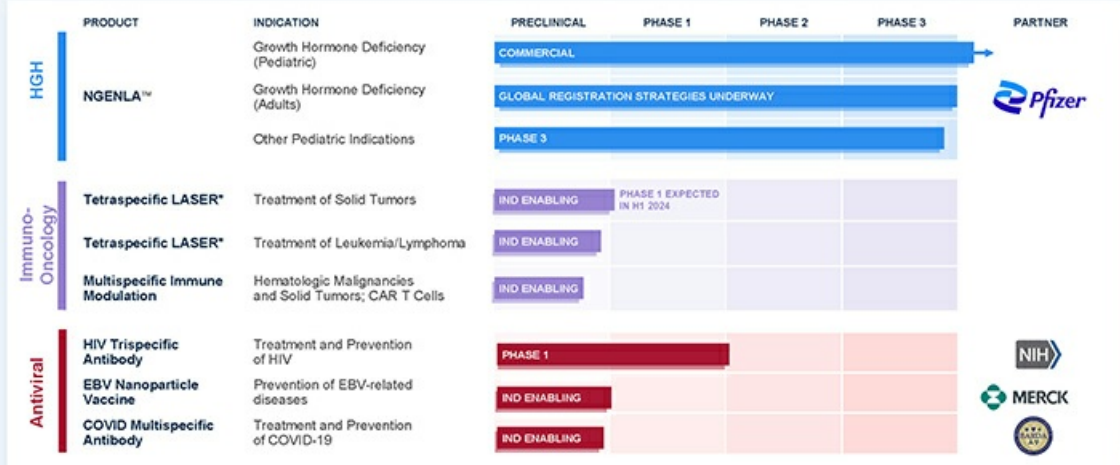 PRODUCT INDICATION PRECLINICAL PHASE 1 PHASE 2 PHASE 3 PARTNER
HGH
NGENLA™
Growth Hormone Deficiency
(Pediatric)
COMMERCIAL
Growth Hormone Deficiency
(Adults)
GLOBAL REGISTRATION STRATEGIES UNDERWAY
Pfizer
Other Pediatric Indications
PHASE 3
Immuno-
Oncology
Tetraspecific LASER*
Treatment of Solid Tumors
IND ENABLING
PHASE 1 EXPECTED
IN H1 2024
Tetraspecific LASER*
Treatment of Leukemia/Lymphoma
IND ENABLING
Multispecific Immune
Modulation
Hematologic Malignancies
and Solid Tumors; CAR T Cells
IND ENABLING
Antiviral
HIV Trispecific
Antibody
Treatment and Prevention
of HIV
PHASE 1
NIH
EBV Nanoparticle
Vaccine
Prevention of EBV-related
diseases
IND ENABLING
MERCK
COVID Multispecific
Antibody
Treatment and Prevention
of COVID-19
IND ENABLING
BARDA